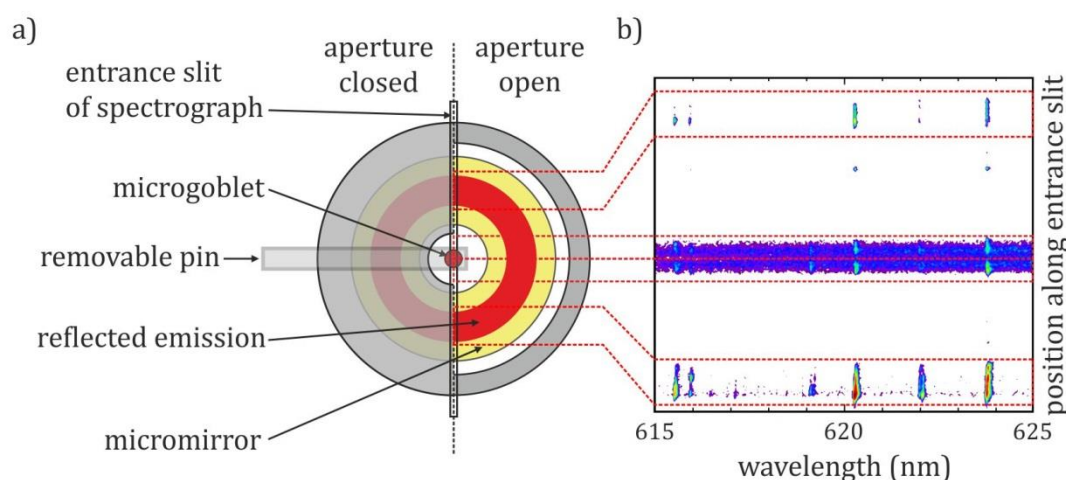 a)
aperture
closed
aperture
open
entrance slit
of spectrograph
microgoblet
removable pin
reflected emission
micromirror
b)
position along entrance slit
615
620
625
wavelength (nm)